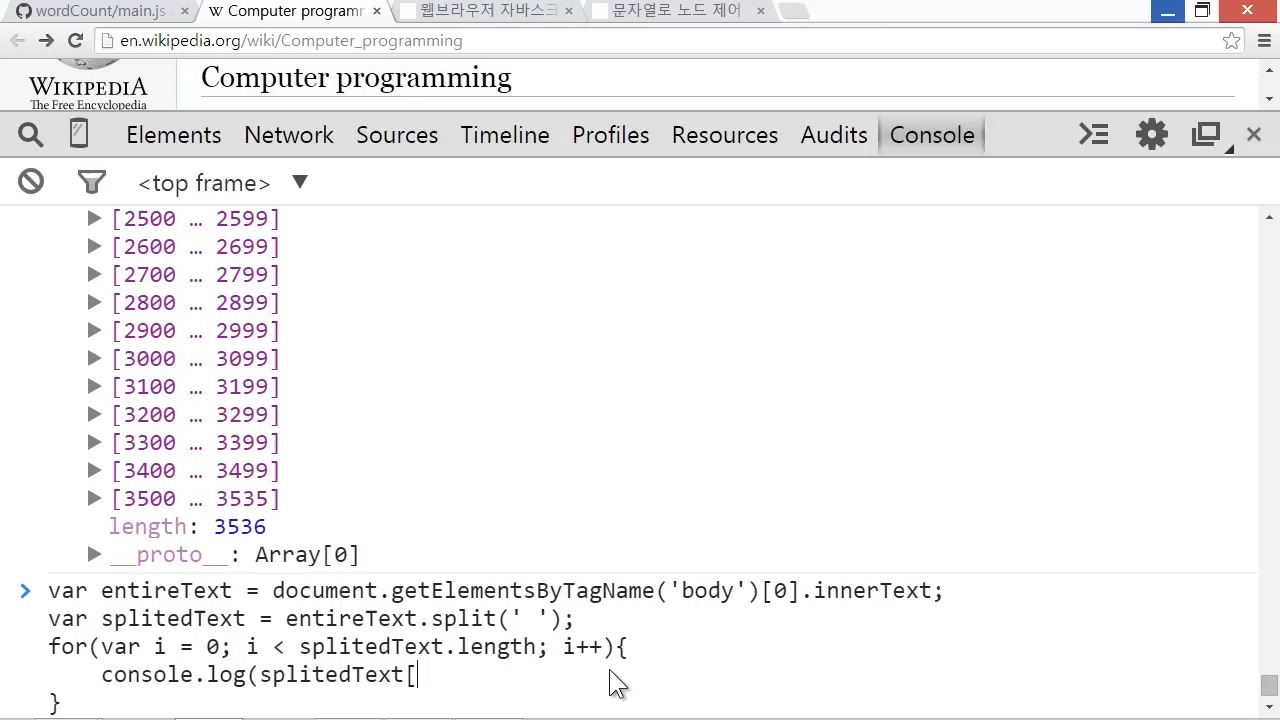 wordCount/main.js
Computer programm
웹브라우저 자바스크
문자열로 노드 제어
en.wikipedia.org/wiki/Computer_programming
WIKIPEDIA
The Free Encyclopedia
Computer programming
Elements Network Sources Timeline Profiles Resources Audits Console
<top frame>
[2500 … 2599]
[2600 … 2699]
[2700 … 2799]
[2800 … 2899]
[2900 … 2999]
[3000 … 3099]
[3100 … 3199]
[3200 … 3299]
[3300 … 3399]
[3400 … 3499]
[3500 … 3535]
length: 3536
__proto__: Array[0]
var entireText = document.getElementsByTagName('body')[0].innerText;
var splitedText = entireText.split(' ');
for(var i = 0; i < splitedText.length; i++){
console.log(splitedText[
}